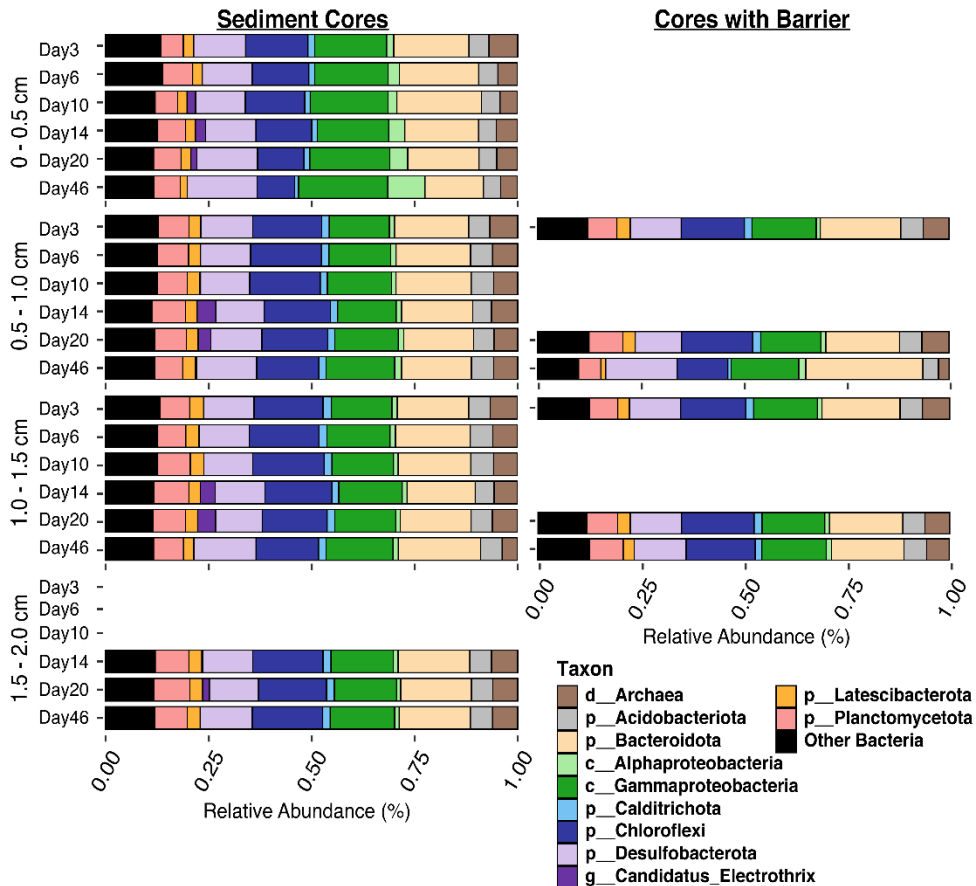 Sediment Cores
Cores with Barrier
0 - 0.5 cm
Day3
Day6
Day10
Day14
Day20
Day46
0.5 - 1.0 cm
Day3
Day6
Day10
Day14
Day20
Day46
1.0 - 1.5 cm
Day3
Day6
Day10
Day14
Day20
Day46
1.5 - 2.0 cm
Day3
Day6
Day10
Day14
Day20
Day46
0.00 0.25 0.50 0.75 1.00
Relative Abundance (%)
0.00 0.25 0.50 0.75 1.00
Relative Abundance (%)
Taxon
d__Archaea
p__Acidobacteriota
p__Bacteroidota
c__Alphaproteobacteria
c__Gammaproteobacteria
p__Calditrichota
p__Chloroflexi
p__Desulfobacterota
g__Candidatus_Electrothrix
p__Latescibacterota
p__Planctomycetota
Other Bacteria